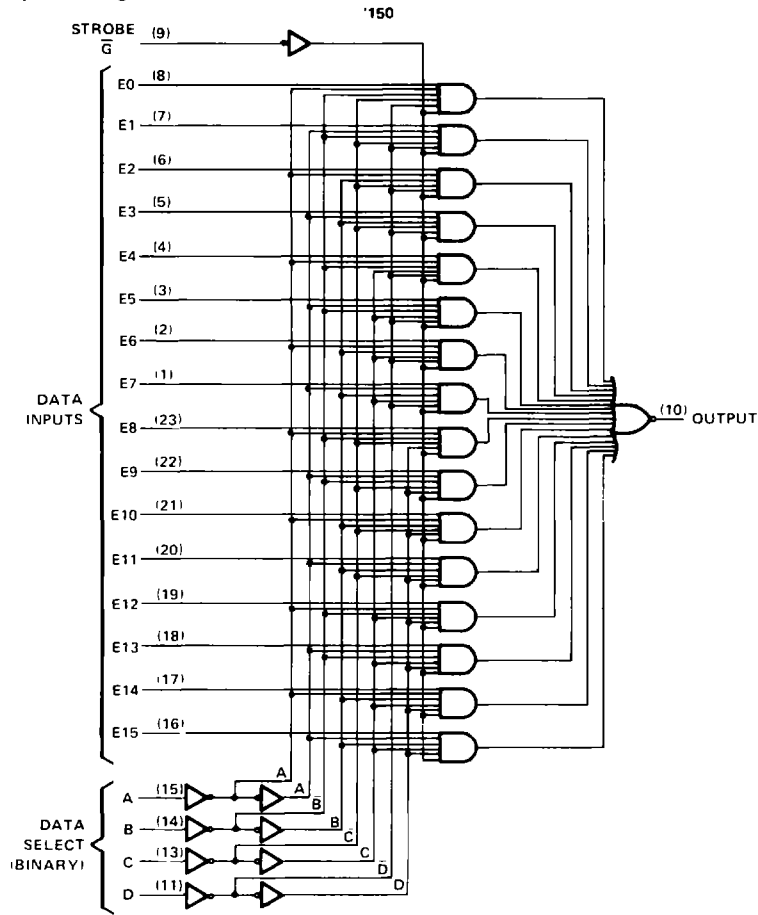 '150
STROBE
G̅ (9)
E0 (8)
E1 (7)
E2 (6)
E3 (5)
E4 (4)
E5 (3)
E6 (2)
E7 (1)
E8 (23)
E9 (22)
E10 (21)
E11 (20)
E12 (19)
E13 (18)
E14 (17)
E15 (16)
DATA
INPUTS
(10) OUTPUT
A (15) A A
B (14) B̅ B
C (13) C̅ C
D (11) D̅ D
DATA
SELECT
(BINARY)